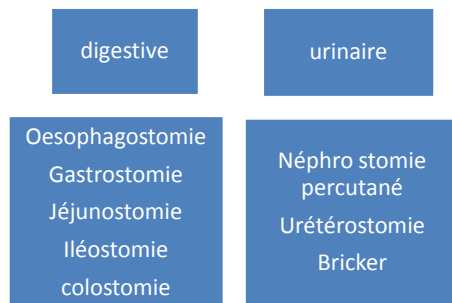 digestive
urinaire
Oesophagostomie
Gastrostomie
Jéjunostomie
Iléostomie
colostomie
Néphro stomie
percutané
Urétérostomie
Bricker